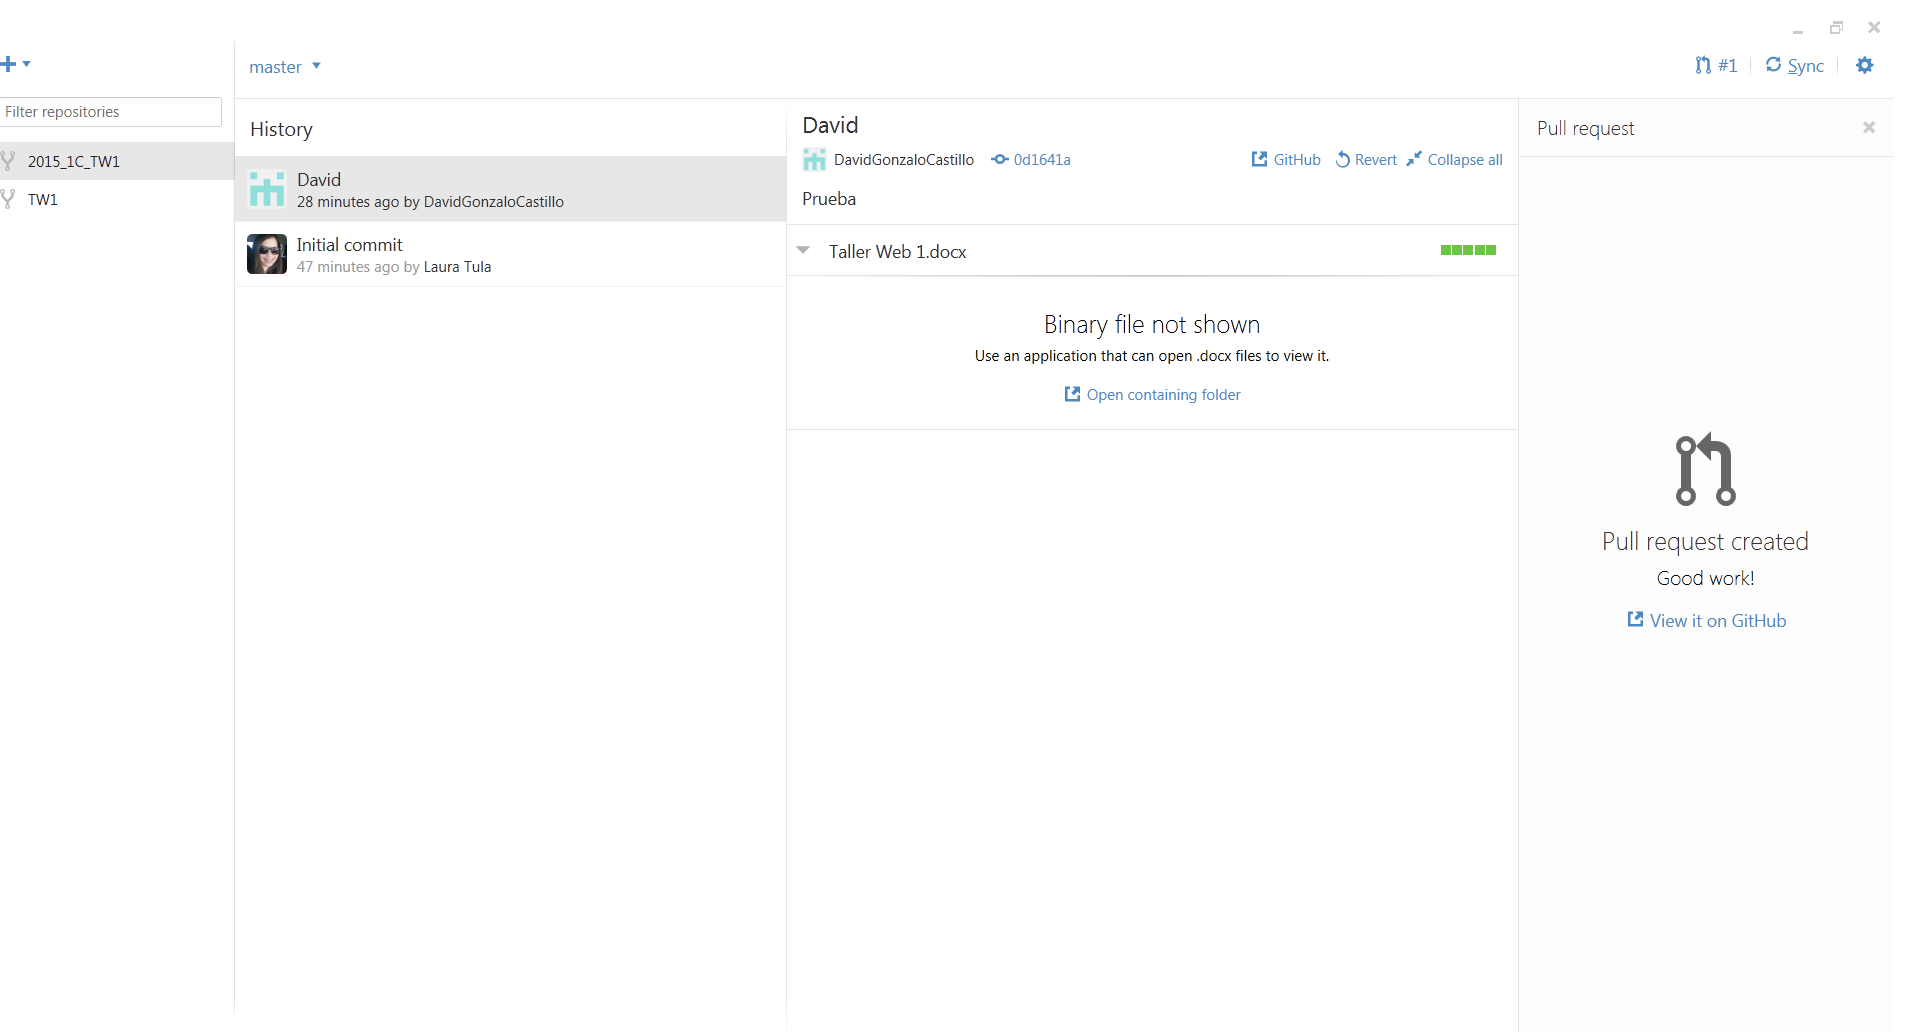 master
#1
Sync
Filter repositories
2015_1C_TW1
TW1
History
David
28 minutes ago by DavidGonzaloCastillo
Initial commit
47 minutes ago by Laura Tula
David
DavidGonzaloCastillo 0d1641a
GitHub Revert Collapse all
Prueba
Taller Web 1.docx
Binary file not shown
Use an application that can open .docx files to view it.
Open containing folder
Pull request
Pull request created
Good work!
View it on GitHub